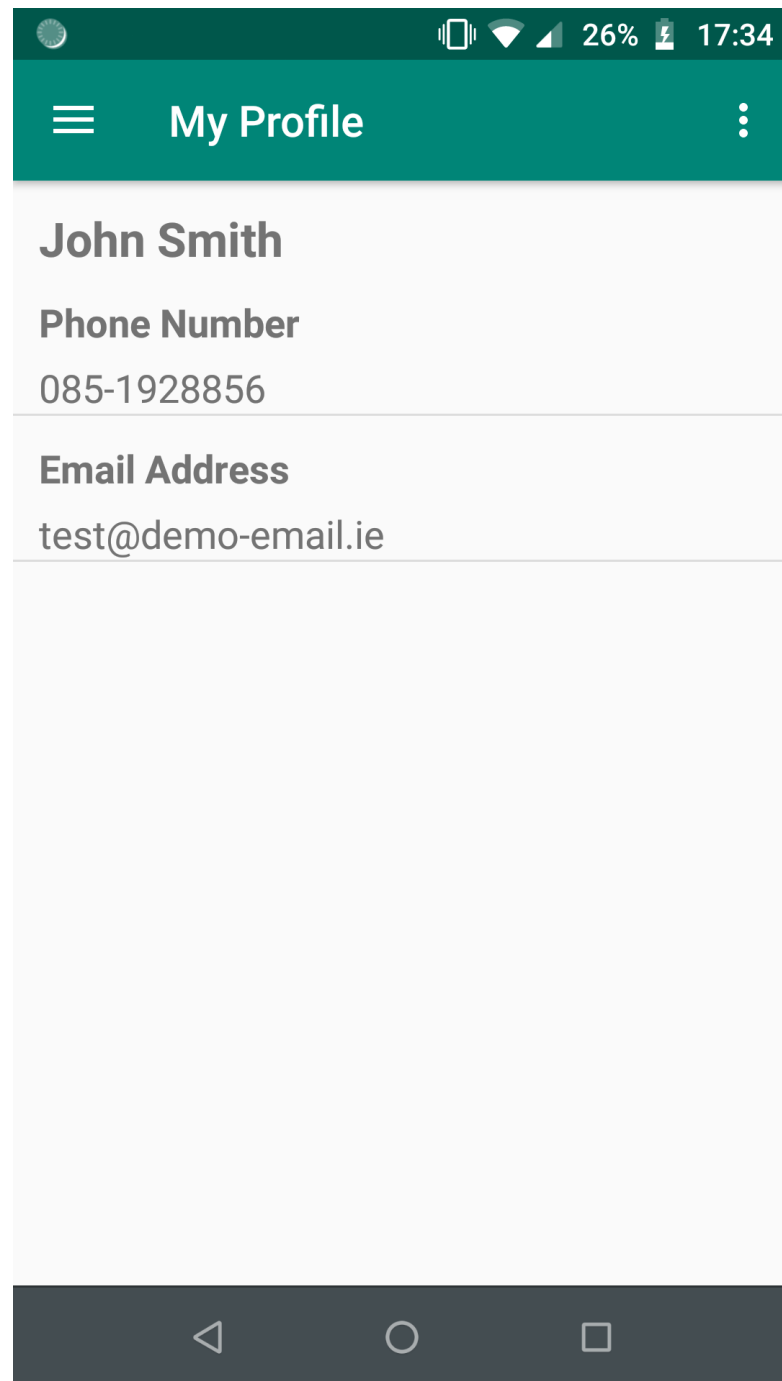 26% 17:34
My Profile
John Smith
Phone Number
085-1928856
Email Address
test@demo-email.ie